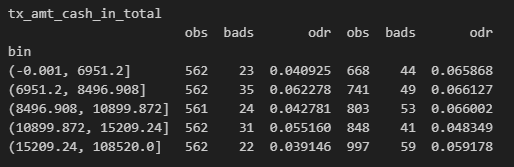 tx_amt_cash_in_total
obs bads odr obs bads odr
bin
(-0.001, 6951.2] 562 23 0.040925 668 44 0.065868
(6951.2, 8496.908] 562 35 0.062278 741 49 0.066127
(8496.908, 10899.872] 561 24 0.042781 803 53 0.066002
(10899.872, 15209.24] 562 31 0.055160 848 41 0.048349
(15209.24, 108520.0] 562 22 0.039146 997 59 0.059178